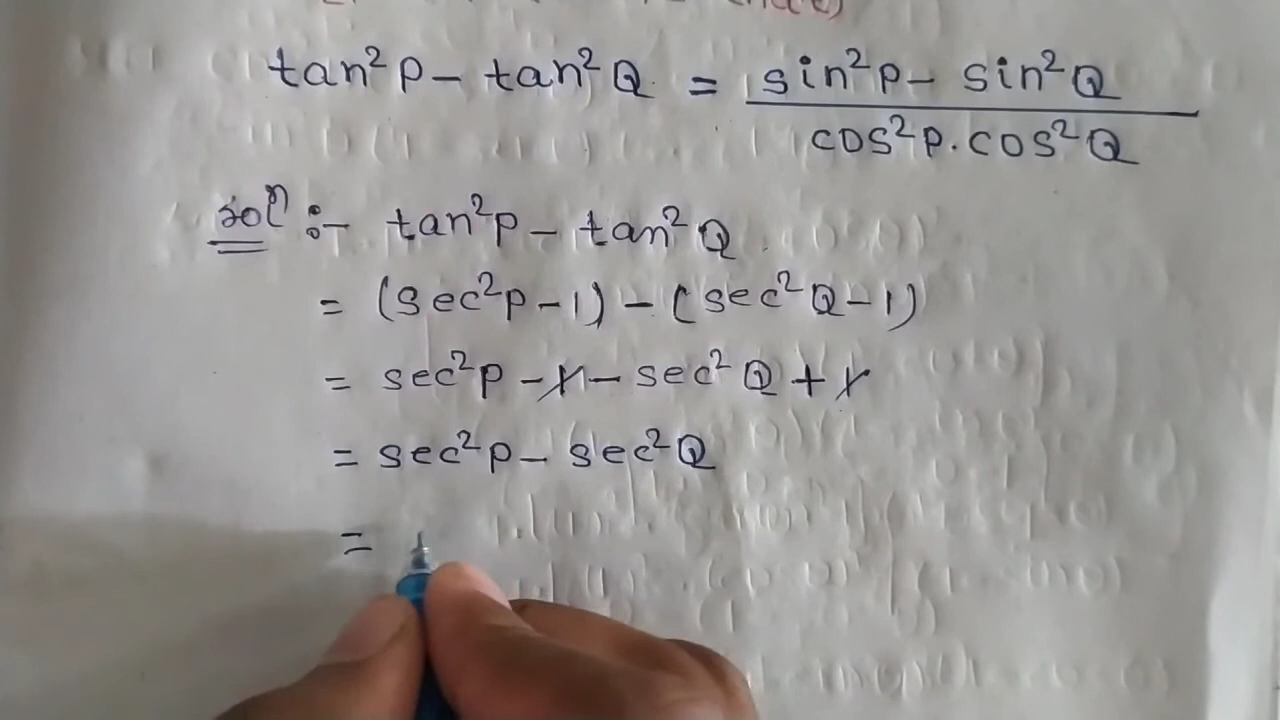 tan²P - tan²Q = sin²P - sin²Q / cos²P . cos²Q
solⁿ :- tan²P - tan²Q
= (sec²P - 1) - (sec²Q - 1)
= sec²P - 1 - sec²Q + 1
= sec²P - sec²Q
=